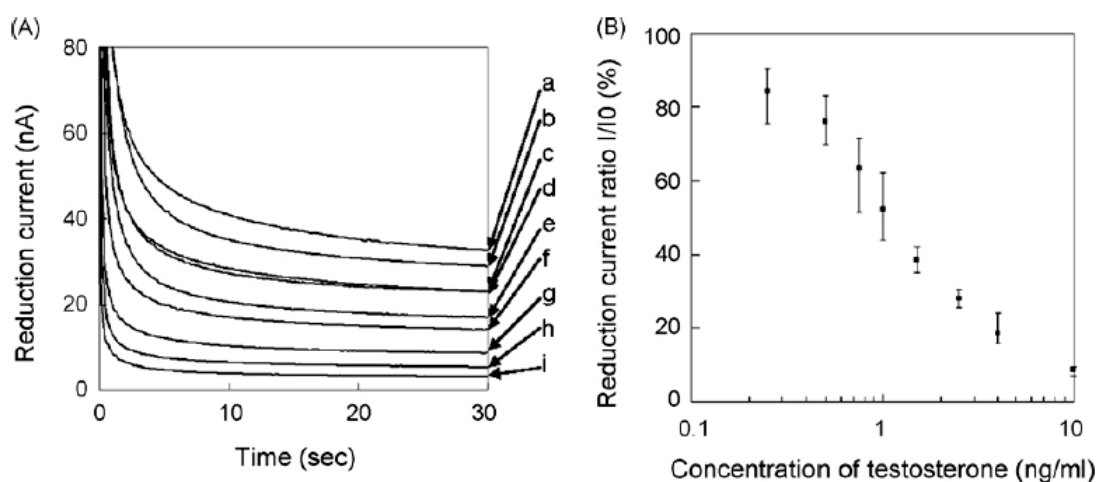 (A)
80
60
40
20
0
Reduction current (nA)
0 10 20 30
Time (sec)
a
b
c
d
e
f
g
h
i
(B)
100
80
60
40
20
0
Reduction current ratio I/I0 (%)
0.1 1 10
Concentration of testosterone (ng/ml)